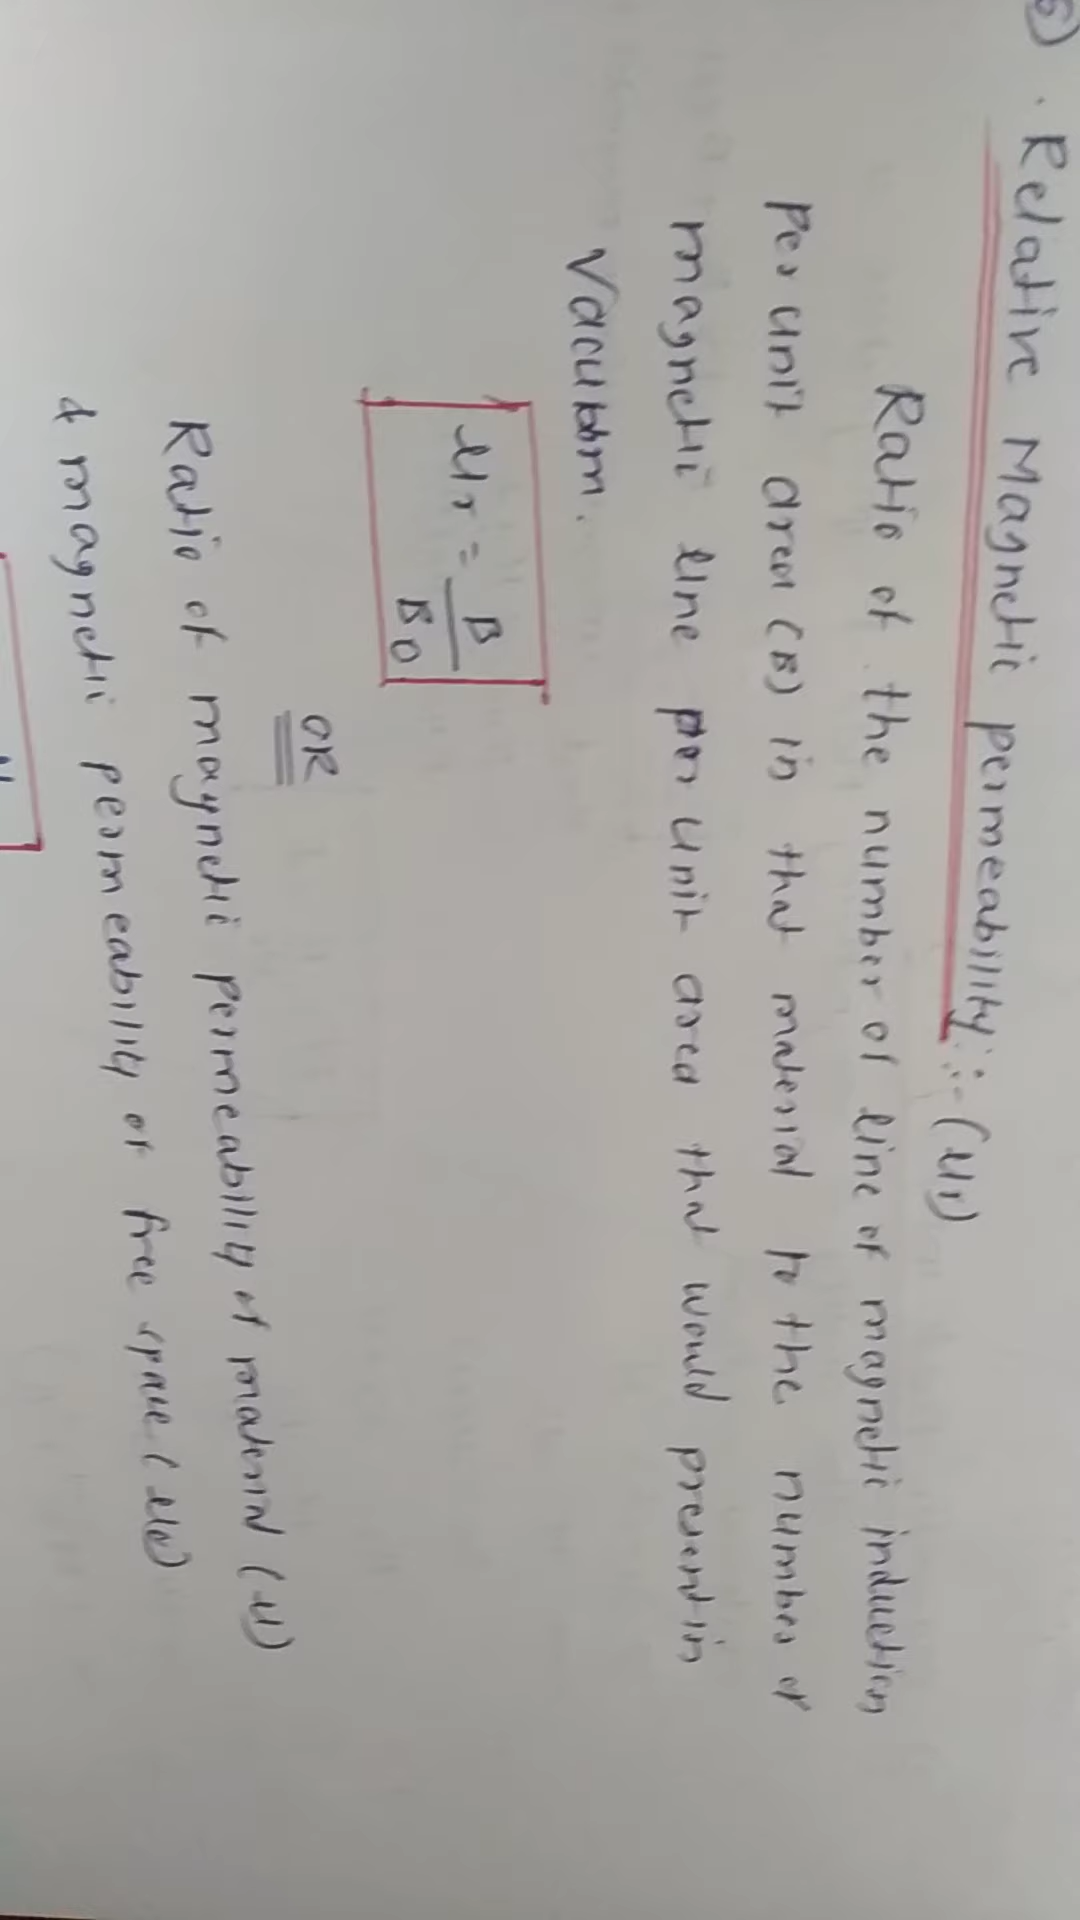 5) . Relative Magnetic permeability :- (μr)
Ratio of the number of line of magnetic induction
per unit area (B) in that material to the number of
magnetic line per unit area that would present in
Vacuum.
μr = B/B0
OR
Ratio of magnetic permeability of material (μ)
& magnetic permeability of free space (μ0)